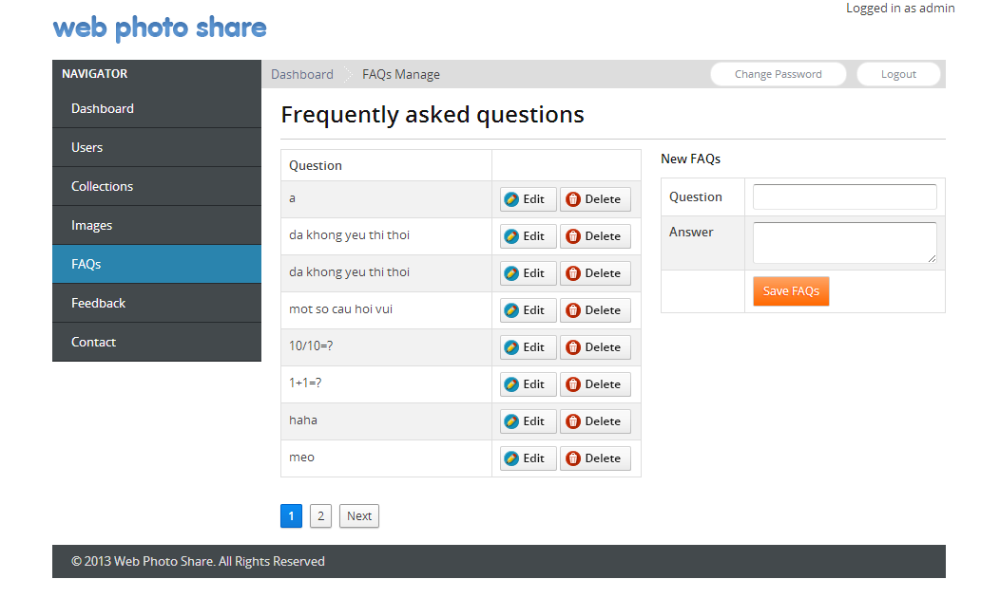 Logged in as admin
web photo share
NAVIGATOR
Dashboard
Users
Collections
Images
FAQs
Feedback
Contact
Dashboard FAQs Manage Change Password Logout
Frequently asked questions
Question
a Edit Delete
da khong yeu thi thoi Edit Delete
da khong yeu thi thoi Edit Delete
mot so cau hoi vui Edit Delete
10/10=? Edit Delete
1+1=? Edit Delete
haha Edit Delete
meo Edit Delete
1 2 Next
New FAQs
Question
Answer
Save FAQs
© 2013 Web Photo Share. All Rights Reserved